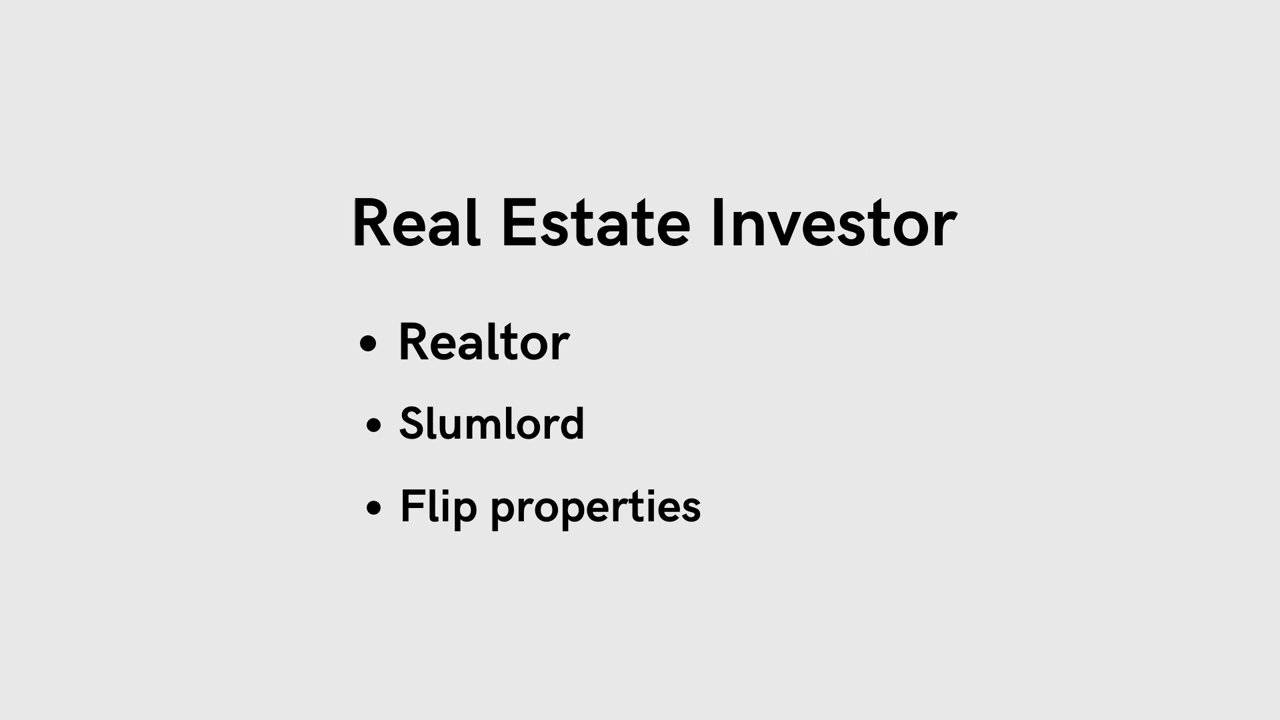 Real Estate Investor
• Realtor
• Slumlord
• Flip properties